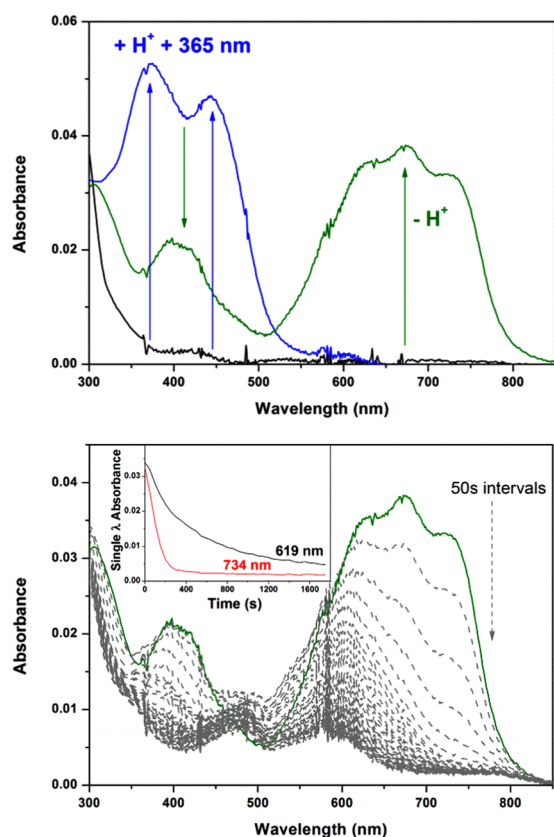 + H⁺ + 365 nm
- H⁺
Absorbance
0.06
0.04
0.02
0.00
300 400 500 600 700 800
Wavelength (nm)
50s intervals
Single λ Absorbance
0.03
0.02
0.01
0.0
619 nm
734 nm
0 400 800 1200 1600
Time (s)
Absorbance
0.04
0.03
0.02
0.01
0.00
300 400 500 600 700 800
Wavelength (nm)